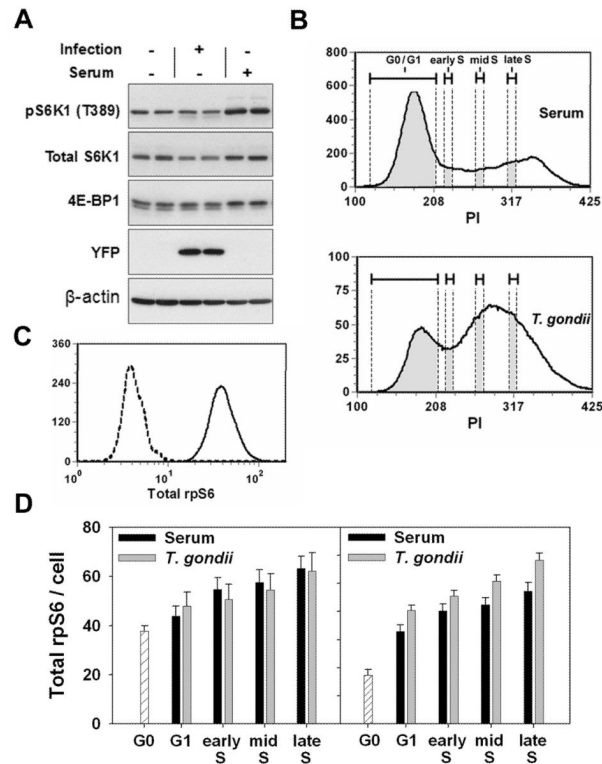 A
Infection - + -
Serum - - +
pS6K1 (T389)
Total S6K1
4E-BP1
YFP
β-actin
B
G0/G1 early S mid S late S
800
600
400
200
0
Serum
100 208 317 425
PI
100
75
50
25
0
T. gondii
100 208 317 425
PI
C
360
240
120
0
10⁰ 10¹ 10²
Total rpS6
D
Total rpS6 / cell
80
60
40
20
0
Serum
T. gondii
Serum
T. gondii
G0 G1 early S mid S late S
G0 G1 early S mid S late S